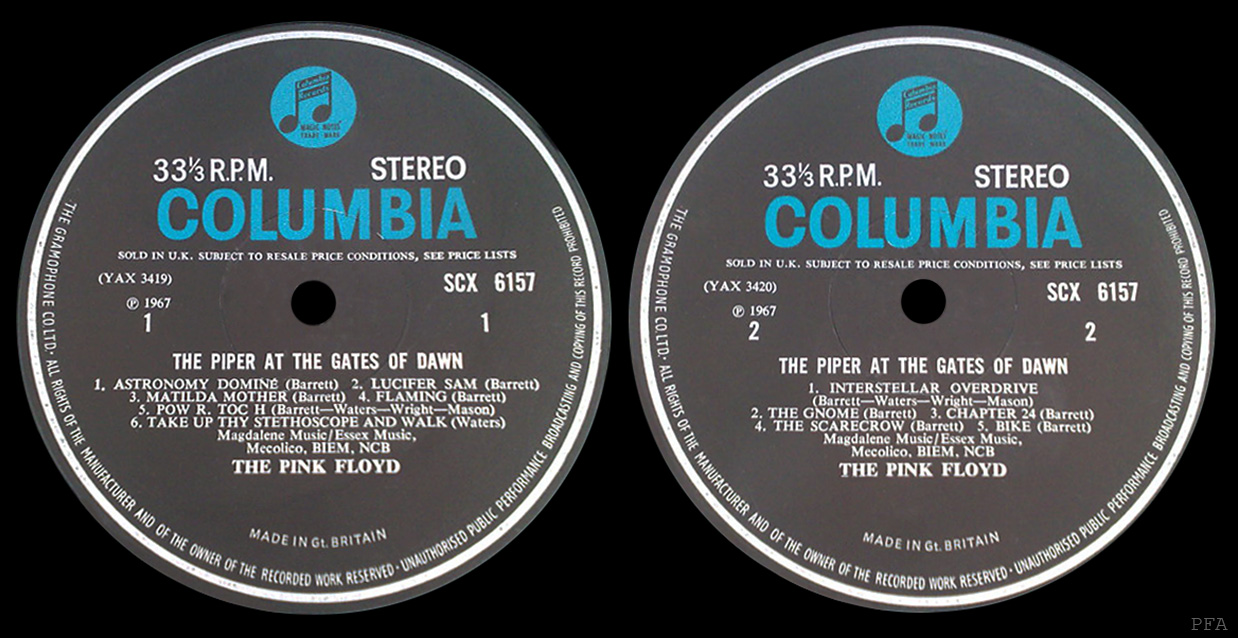 Columbia
Records
MAGIC NOTES
TRADE MARK
33⅓ R.P.M. STEREO
COLUMBIA
SOLD IN U.K. SUBJECT TO RESALE PRICE CONDITIONS, SEE PRICE LISTS
(YAX 3419)
SCX 6157
℗ 1967
1 1
THE PIPER AT THE GATES OF DAWN
1. ASTRONOMY DOMINÉ (Barrett) 2. LUCIFER SAM (Barrett)
3. MATILDA MOTHER (Barrett) 4. FLAMING (Barrett)
5. POW R. TOC H (Barrett—Waters—Wright—Mason)
6. TAKE UP THY STETHOSCOPE AND WALK (Waters)
Magdalene Music/Essex Music,
Mecolico, BIEM, NCB
THE PINK FLOYD
MADE IN Gt. BRITAIN
THE GRAMOPHONE CO. LTD. · ALL RIGHTS OF THE MANUFACTURER AND OF THE OWNER OF THE RECORDED WORK RESERVED · UNAUTHORISED PUBLIC PERFORMANCE BROADCASTING AND COPYING OF THIS RECORD PROHIBITED
Columbia
Records
MAGIC NOTES
TRADE MARK
33⅓ R.P.M. STEREO
COLUMBIA
SOLD IN U.K. SUBJECT TO RESALE PRICE CONDITIONS, SEE PRICE LISTS
(YAX 3420)
SCX 6157
℗ 1967
2 2
THE PIPER AT THE GATES OF DAWN
1. INTERSTELLAR OVERDRIVE
(Barrett—Waters—Wright—Mason)
2. THE GNOME (Barrett) 3. CHAPTER 24 (Barrett)
4. THE SCARECROW (Barrett) 5. BIKE (Barrett)
Magdalene Music/Essex Music,
Mecolico, BIEM, NCB
THE PINK FLOYD
MADE IN Gt. BRITAIN
THE GRAMOPHONE CO. LTD. · ALL RIGHTS OF THE MANUFACTURER AND OF THE OWNER OF THE RECORDED WORK RESERVED · UNAUTHORISED PUBLIC PERFORMANCE BROADCASTING AND COPYING OF THIS RECORD PROHIBITED
PFA